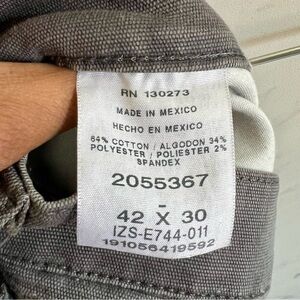 RN 130273
MADE IN MEXICO
HECHO EN MEXICO
64% COTTON / ALGODON 34%
POLYESTER / POLIESTER 2%
SPANDEX
2055367
-
42 X 30
IZS-E744-011
191056419592